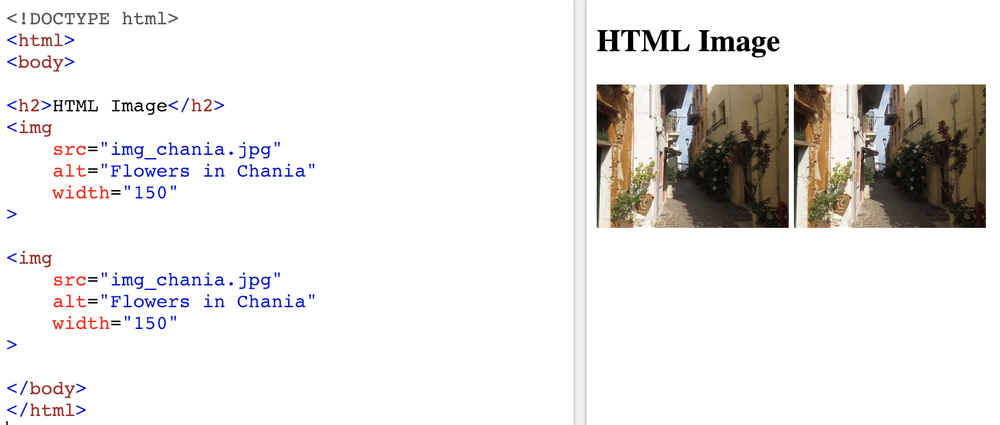 <!DOCTYPE html>
<html>
<body>
<h2>HTML Image</h2>
<img
src="img_chania.jpg"
alt="Flowers in Chania"
width="150"
>
<img
src="img_chania.jpg"
alt="Flowers in Chania"
width="150"
>
</body>
</html>
HTML Image